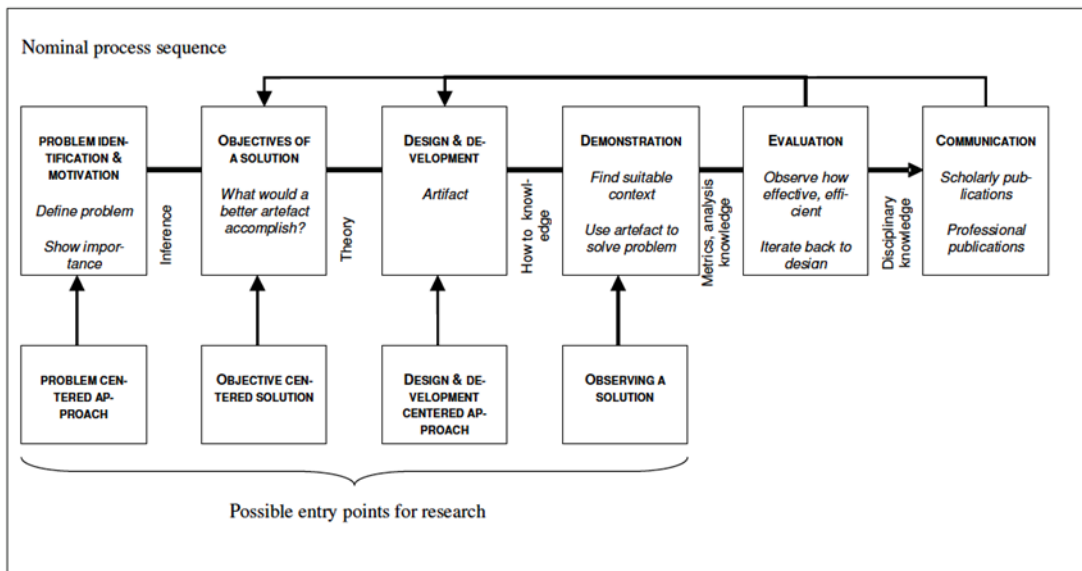 Nominal process sequence
PROBLEM IDEN-
TIFICATION &
MOTIVATION
Define problem
Show impor-
tance
Inference
OBJECTIVES OF
A SOLUTION
What would a
better artefact
accomplish?
Theory
DESIGN & DE-
VELOPMENT
Artifact
How to knowl-
edge
DEMONSTRATION
Find suitable
context
Use artefact to
solve problem
Metrics, analysis
knowledge
EVALUATION
Observe how
effective, effi-
cient
Iterate back to
design
Disciplinary
knowledge
COMMUNICATION
Scholarly pub-
lications
Professional
publications
PROBLEM CEN-
TERED AP-
PROACH
OBJECTIVE CEN-
TERED SOLUTION
DESIGN & DE-
VELOPMENT
CENTERED AP-
PROACH
OBSERVING A
SOLUTION
Possible entry points for research